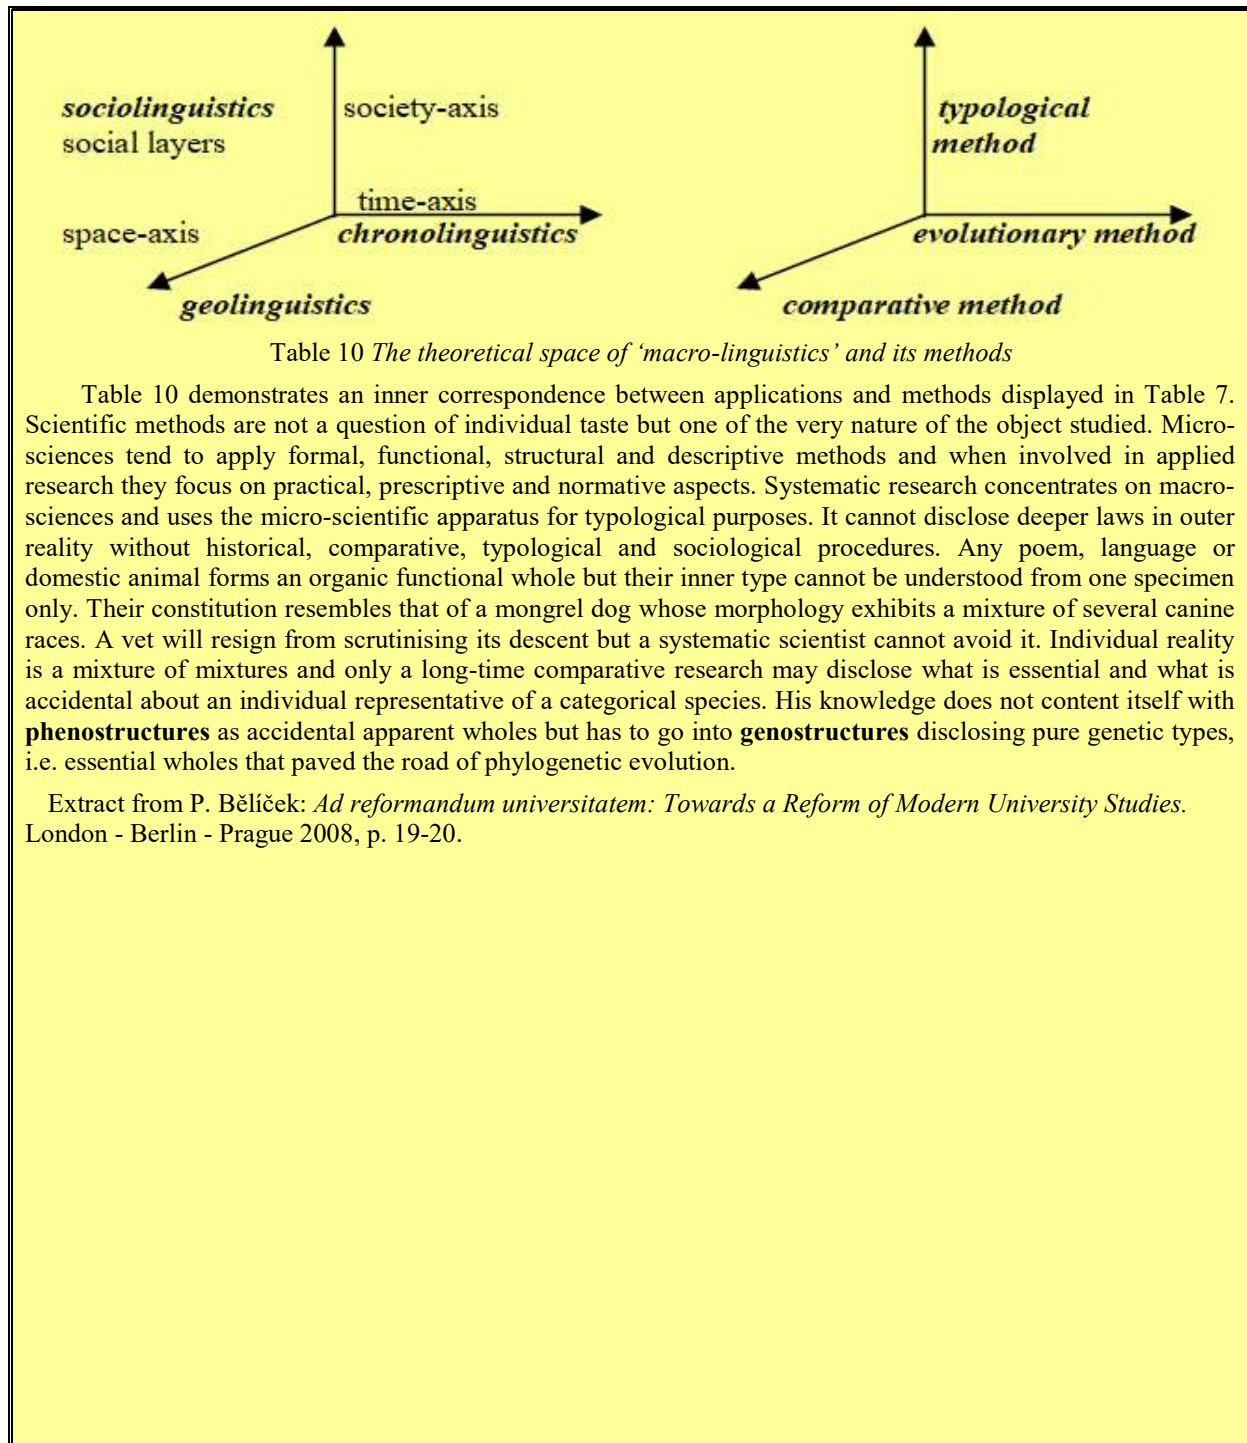 sociolinguistics society-axis typological
social layers method
time-axis
space-axis chronolinguistics evolutionary method
geolinguistics comparative method
Table 10 The theoretical space of ‘macro-linguistics’ and its methods
Table 10 demonstrates an inner correspondence between applications and methods displayed in Table 7.
Scientific methods are not a question of individual taste but one of the very nature of the object studied. Micro-
sciences tend to apply formal, functional, structural and descriptive methods and when involved in applied
research they focus on practical, prescriptive and normative aspects. Systematic research concentrates on macro-
sciences and uses the micro-scientific apparatus for typological purposes. It cannot disclose deeper laws in outer
reality without historical, comparative, typological and sociological procedures. Any poem, language or
domestic animal forms an organic functional whole but their inner type cannot be understood from one specimen
only. Their constitution resembles that of a mongrel dog whose morphology exhibits a mixture of several canine
races. A vet will resign from scrutinising its descent but a systematic scientist cannot avoid it. Individual reality
is a mixture of mixtures and only a long-time comparative research may disclose what is essential and what is
accidental about an individual representative of a categorical species. His knowledge does not content itself with
phenostructures as accidental apparent wholes but has to go into genostructures disclosing pure genetic types,
i.e. essential wholes that paved the road of phylogenetic evolution.
Extract from P. Bělíček: Ad reformandum universitatem: Towards a Reform of Modern University Studies.
London - Berlin - Prague 2008, p. 19-20.